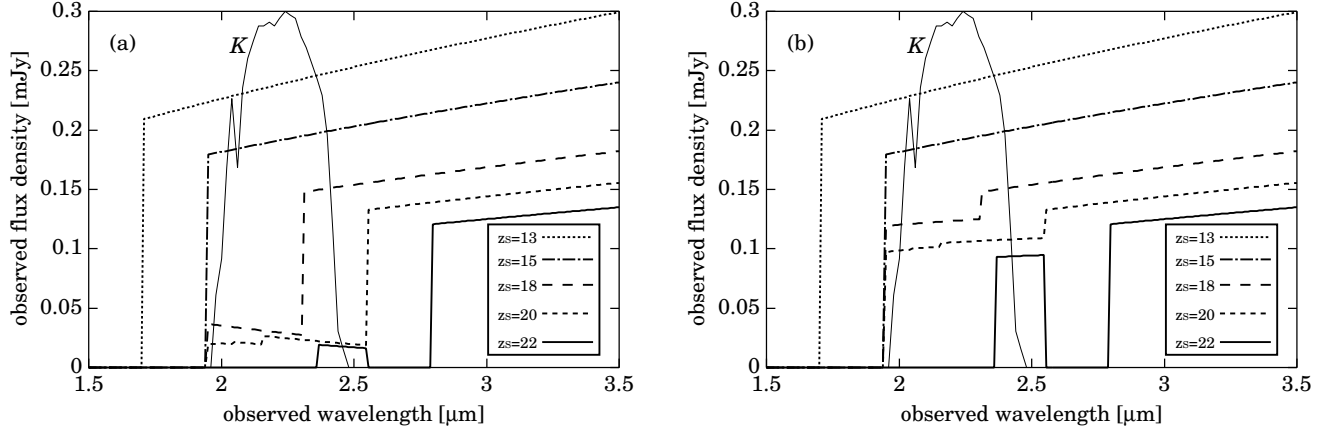 (a)
K
observed flux density [mJy]
0.3
0.25
0.2
0.15
0.1
0.05
0
zs=13
zs=15
zs=18
zs=20
zs=22
1.5
2
2.5
3
3.5
observed wavelength [μm]
(b)
K
observed flux density [mJy]
0.3
0.25
0.2
0.15
0.1
0.05
0
zs=13
zs=15
zs=18
zs=20
zs=22
1.5
2
2.5
3
3.5
observed wavelength [μm]